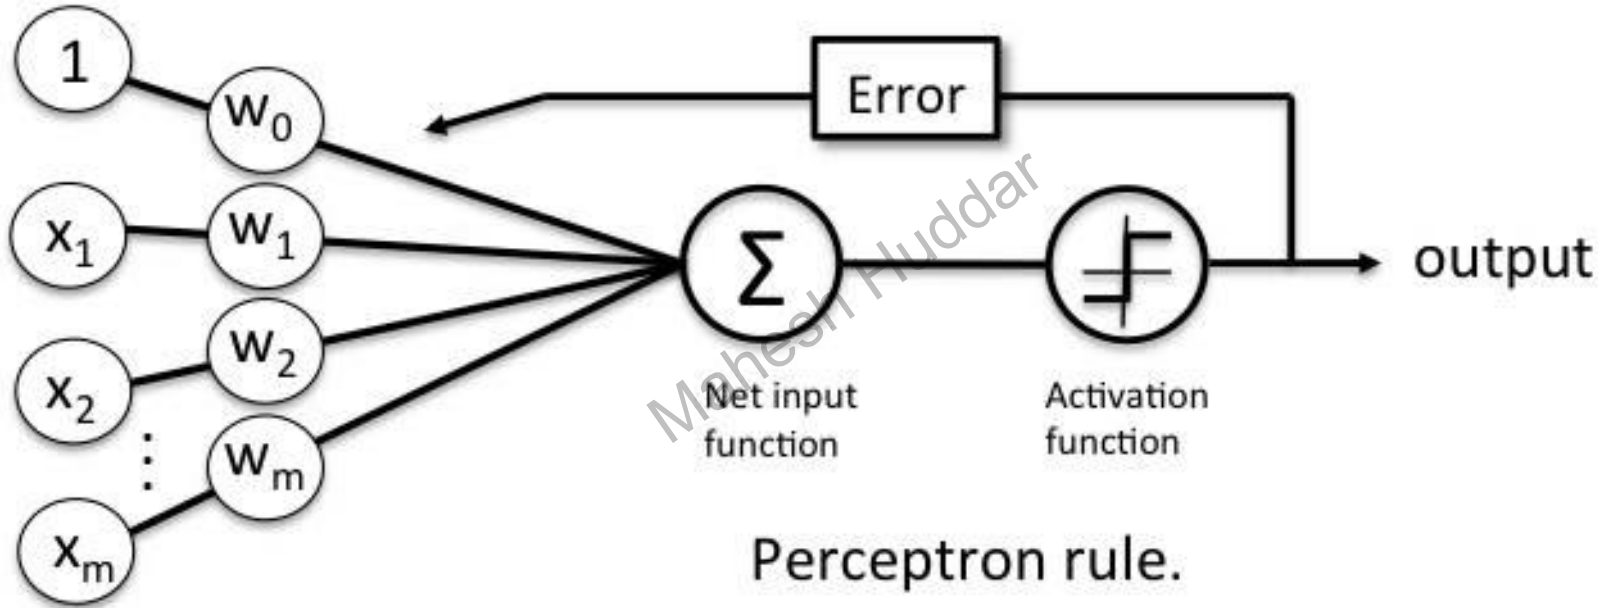 1
w₀
Error
x₁
w₁
Σ
output
x₂
w₂
⋮
wₘ
xₘ
Net input
function
Activation
function
Mahesh Huddar
Perceptron rule.